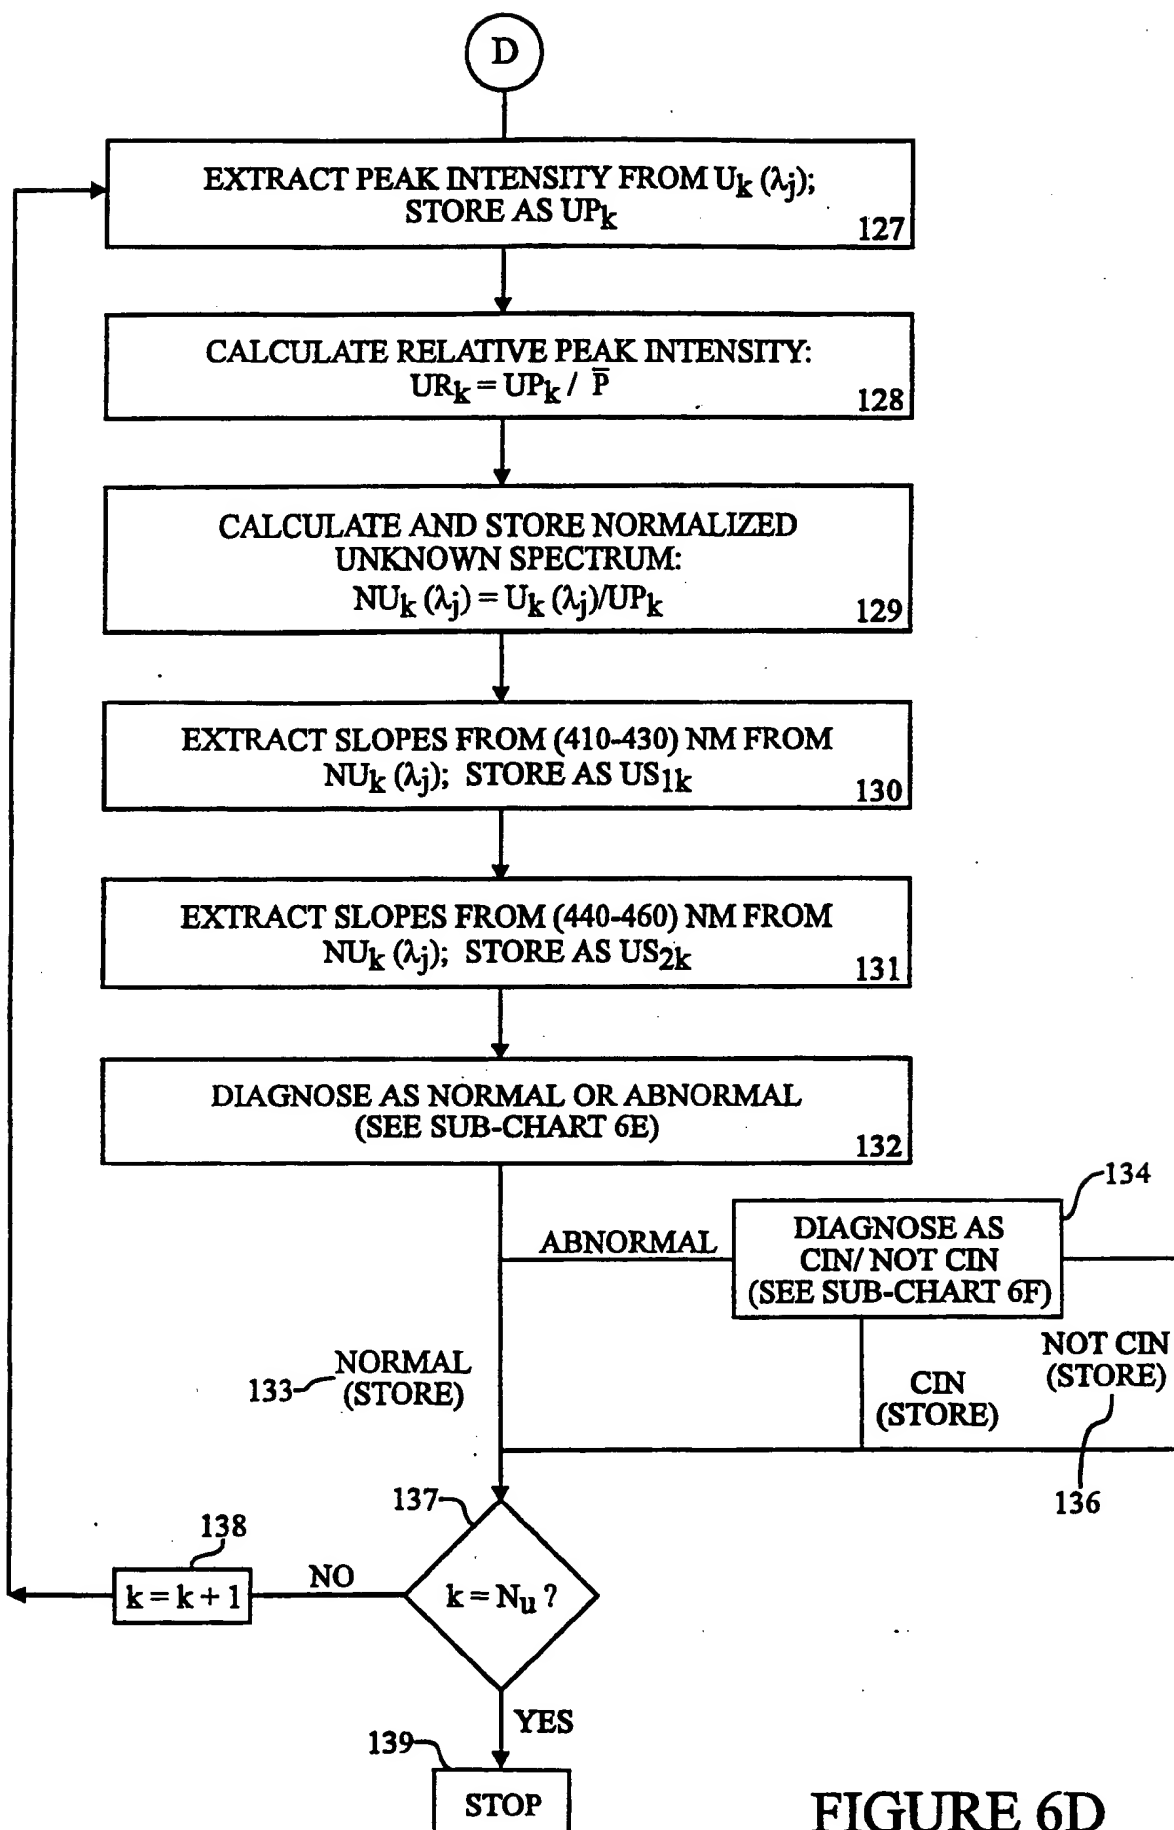 D
EXTRACT PEAK INTENSITY FROM Uk (λj);
STORE AS UPk
127
CALCULATE RELATIVE PEAK INTENSITY:
URk = UPk / P̅
128
CALCULATE AND STORE NORMALIZED
UNKNOWN SPECTRUM:
NUk (λj) = Uk (λj)/UPk
129
EXTRACT SLOPES FROM (410-430) NM FROM
NUk (λj); STORE AS US1k
130
EXTRACT SLOPES FROM (440-460) NM FROM
NUk (λj); STORE AS US2k
131
DIAGNOSE AS NORMAL OR ABNORMAL
(SEE SUB-CHART 6E)
132
134
ABNORMAL
DIAGNOSE AS
CIN/ NOT CIN
(SEE SUB-CHART 6F)
133
NORMAL
(STORE)
CIN
(STORE)
NOT CIN
(STORE)
136
137
138
k = k + 1
NO
k = Nu ?
YES
139
STOP
FIGURE 6D